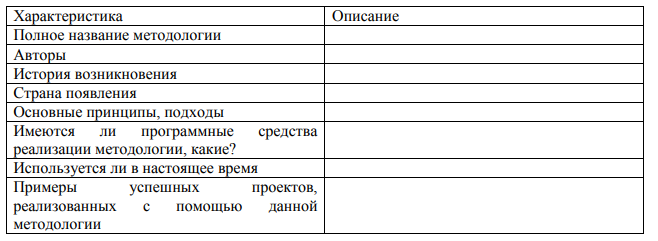 Характеристика Описание
Полное название методологии
Авторы
История возникновения
Страна появления
Основные принципы, подходы
Имеются ли программные средства
реализации методологии, какие?
Используется ли в настоящее время
Примеры успешных проектов,
реализованных с помощью данной
методологии